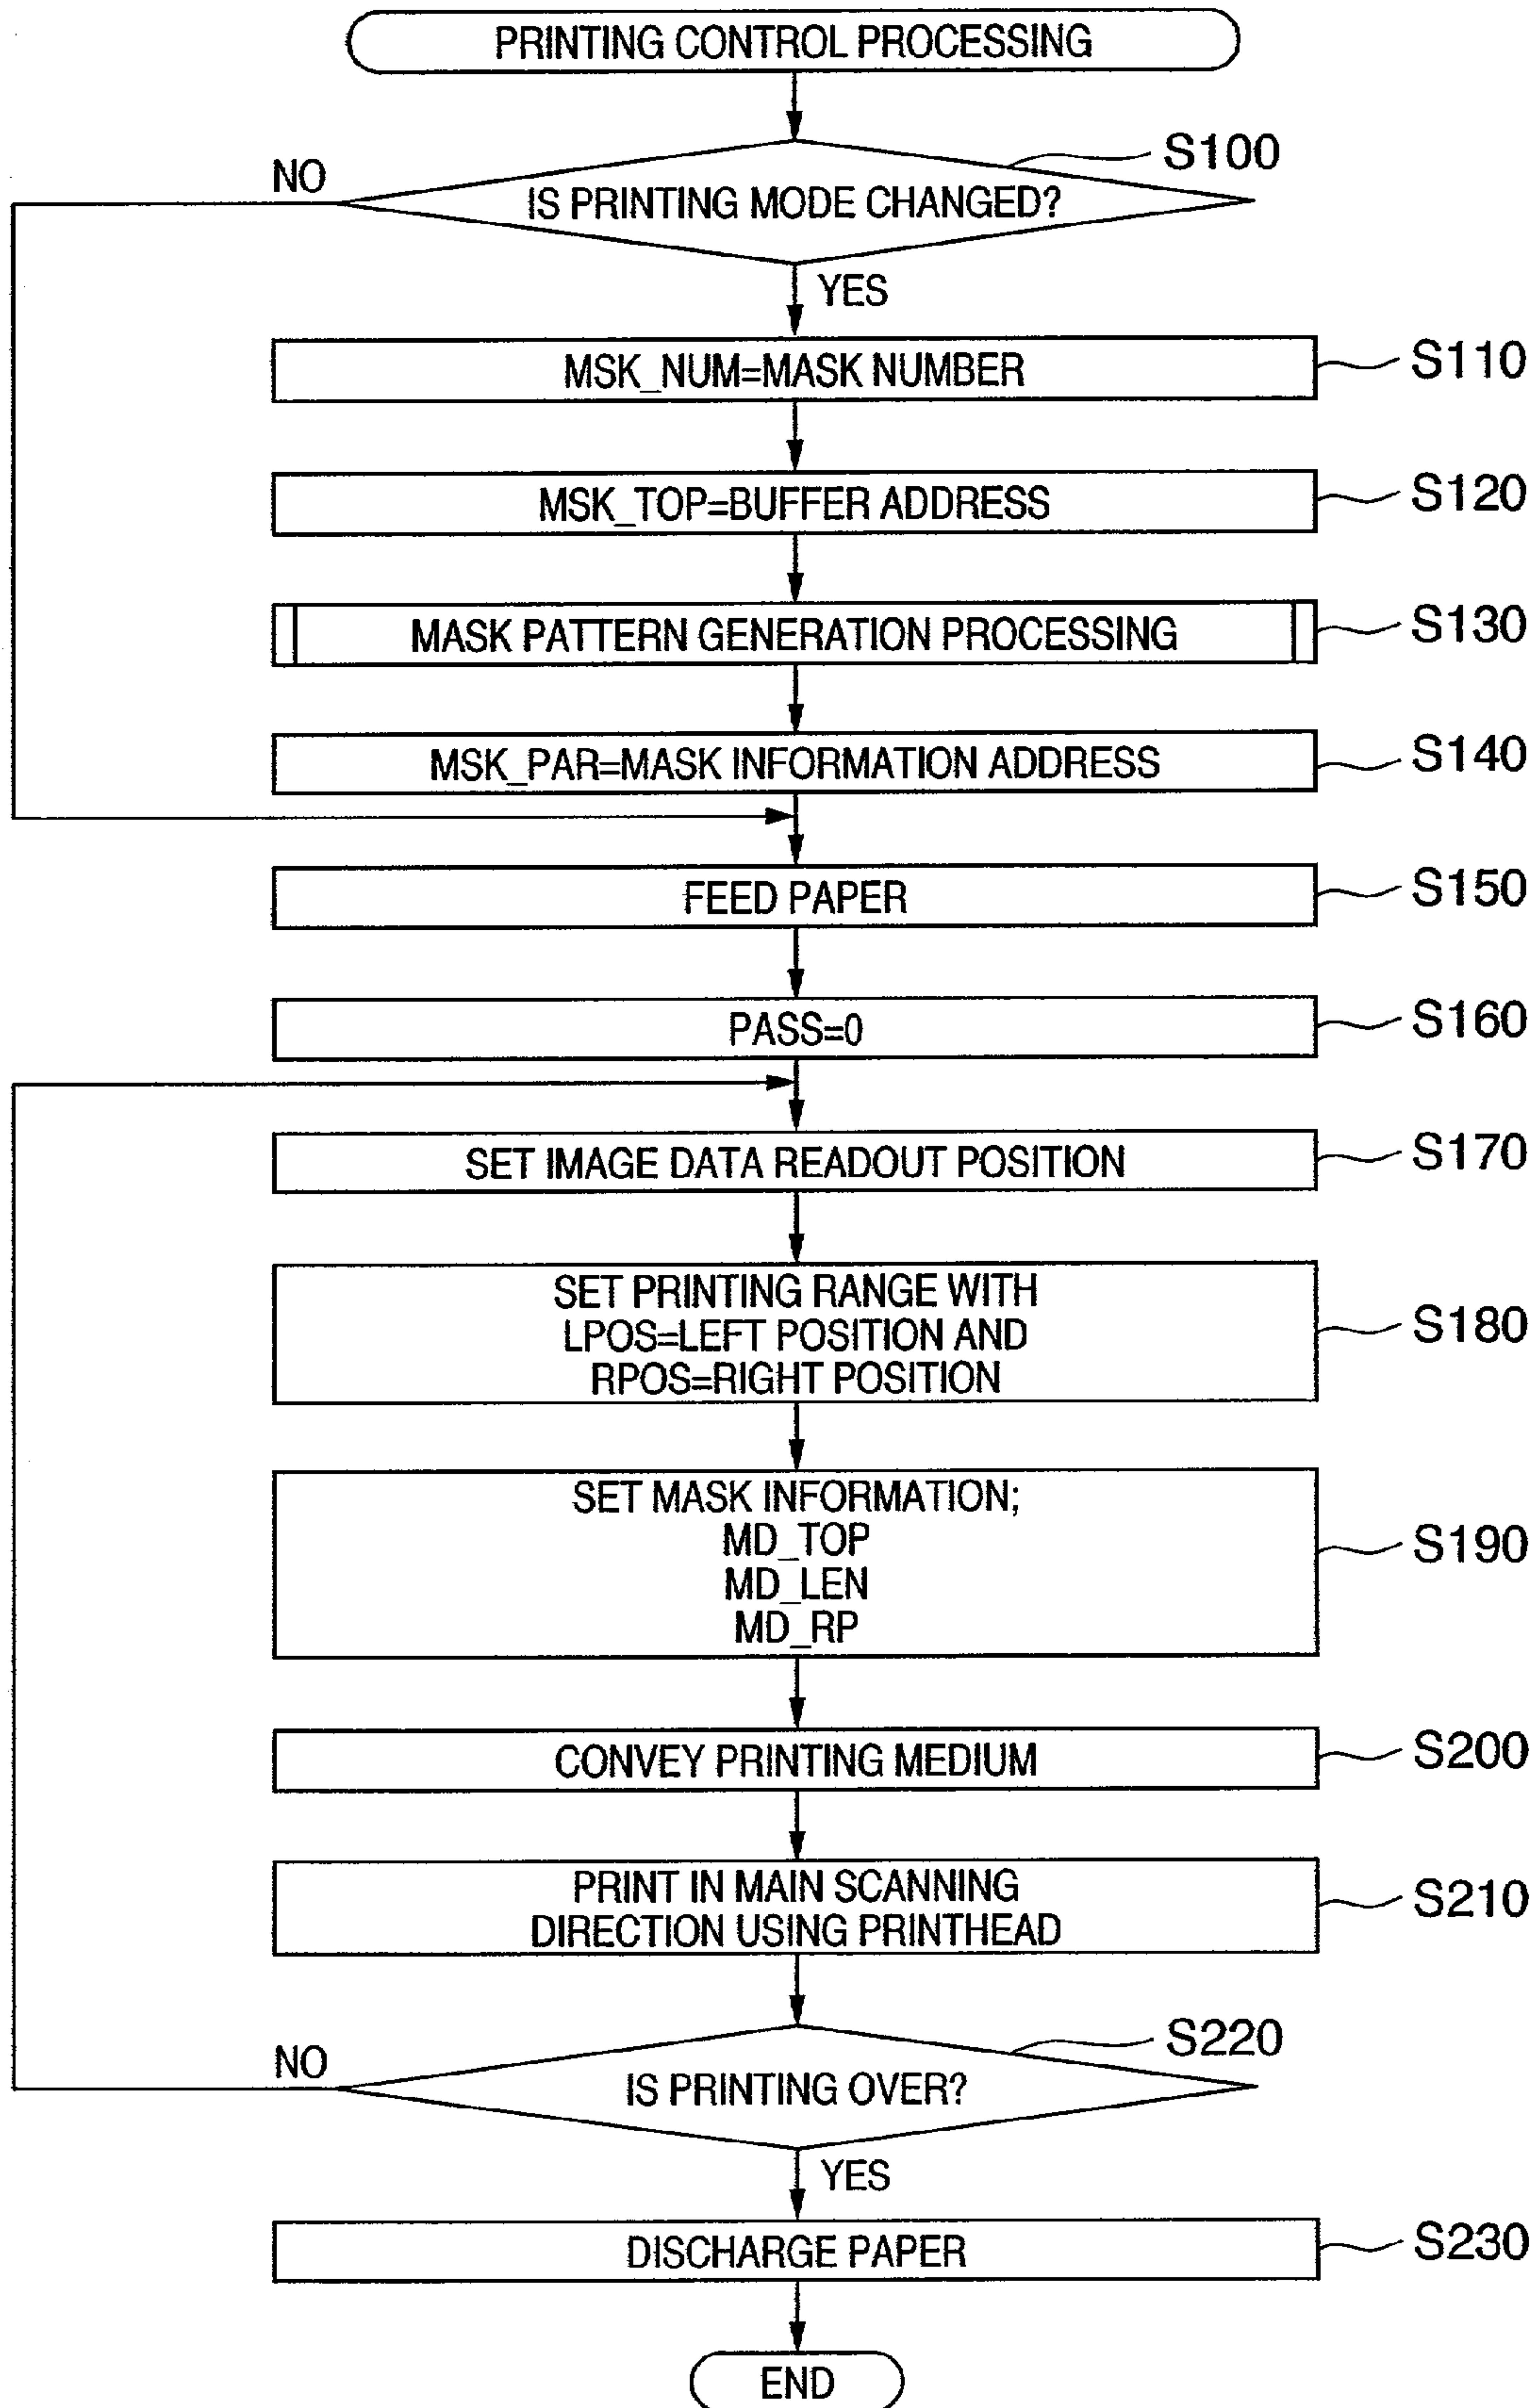 PRINTING CONTROL PROCESSING
S100
NO
IS PRINTING MODE CHANGED?
YES
MSK_NUM=MASK NUMBER
S110
MSK_TOP=BUFFER ADDRESS
S120
MASK PATTERN GENERATION PROCESSING
S130
MSK_PAR=MASK INFORMATION ADDRESS
S140
FEED PAPER
S150
PASS=0
S160
SET IMAGE DATA READOUT POSITION
S170
SET PRINTING RANGE WITH
LPOS=LEFT POSITION AND
RPOS=RIGHT POSITION
S180
SET MASK INFORMATION;
MD_TOP
MD_LEN
MD_RP
S190
CONVEY PRINTING MEDIUM
S200
PRINT IN MAIN SCANNING
DIRECTION USING PRINTHEAD
S210
S220
NO
IS PRINTING OVER?
YES
DISCHARGE PAPER
S230
END